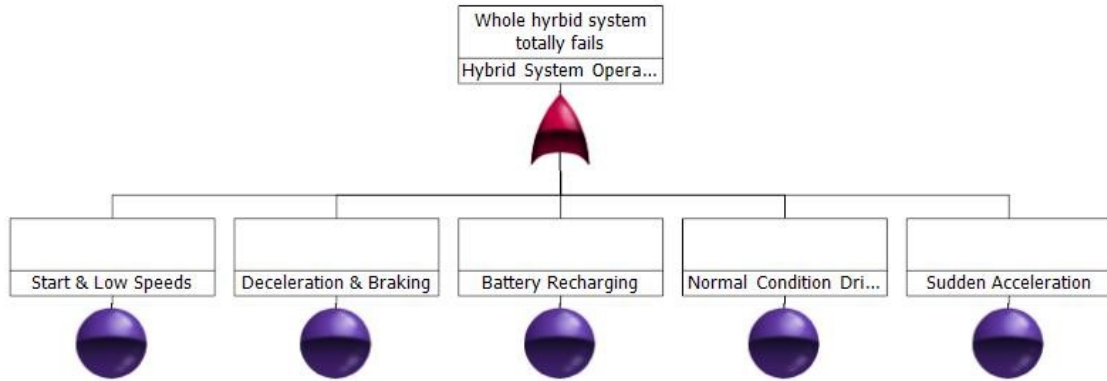 Whole hyrbid system
totally fails
Hybrid System Opera...
Start & Low Speeds
Deceleration & Braking
Battery Recharging
Normal Condition Dri...
Sudden Acceleration